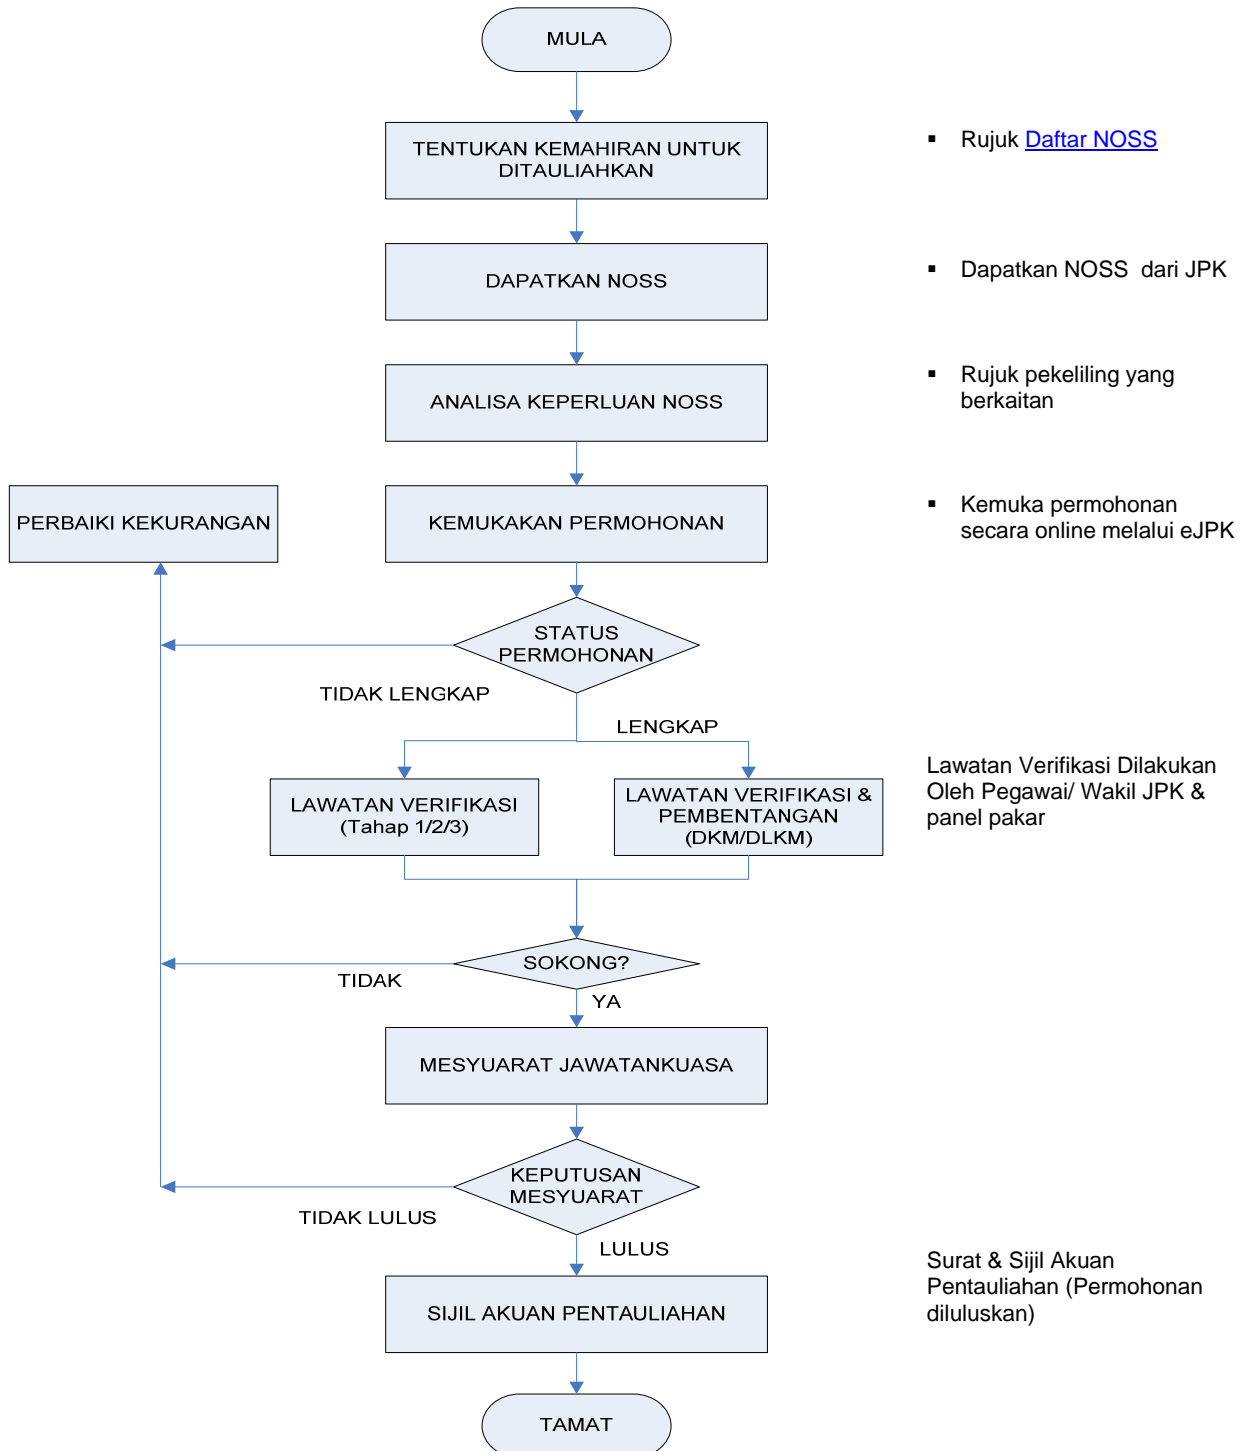 MULA
TENTUKAN KEMAHIRAN UNTUK
DITAULIAHKAN
▪ Rujuk Daftar NOSS
DAPATKAN NOSS
▪ Dapatkan NOSS dari JPK
ANALISA KEPERLUAN NOSS
▪ Rujuk pekeliling yang
berkaitan
PERBAIKI KEKURANGAN
KEMUKAKAN PERMOHONAN
▪ Kemuka permohonan
secara online melalui eJPK
STATUS
PERMOHONAN
TIDAK LENGKAP
LENGKAP
LAWATAN VERIFIKASI
(Tahap 1/2/3)
LAWATAN VERIFIKASI &
PEMBENTANGAN
(DKM/DLKM)
Lawatan Verifikasi Dilakukan
Oleh Pegawai/ Wakil JPK &
panel pakar
SOKONG?
TIDAK
YA
MESYUARAT JAWATANKUASA
KEPUTUSAN
MESYUARAT
TIDAK LULUS
LULUS
SIJIL AKUAN PENTAULIAHAN
Surat & Sijil Akuan
Pentauliahan (Permohonan
diluluskan)
TAMAT